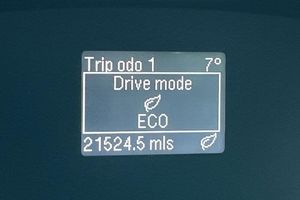 Trip odo 1 7°
Drive mode
ECO
21524.5 mls